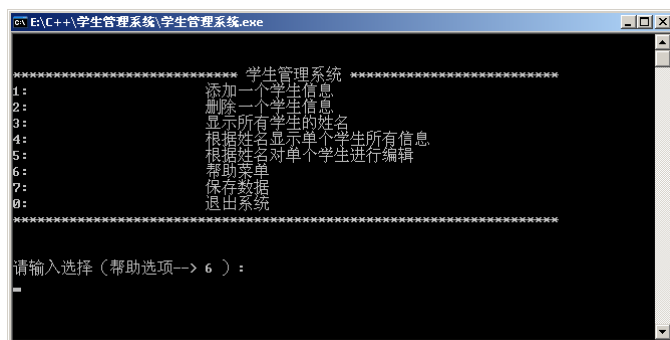 E:\C++\学生管理系统\学生管理系统.exe
**************************** 学生管理系统 **************************
1: 添加一个学生信息
2: 删除一个学生信息
3: 显示所有学生的姓名
4: 根据姓名显示单个学生所有信息
5: 根据姓名对单个学生进行编辑
6: 帮助菜单
7: 保存数据
0: 退出系统
********************************************************************
请输入选择（帮助选项--> 6 ）: